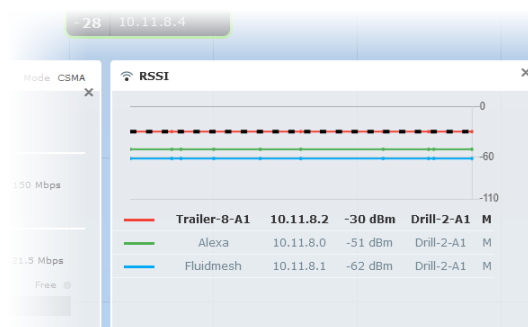 -28 10.11.8.4
Mode CSMA
RSSI
-0
-60
-110
150 Mbps
21.5 Mbps
Free
Trailer-8-A1 10.11.8.2 -30 dBm Drill-2-A1 M
Alexa 10.11.8.0 -51 dBm Drill-2-A1 M
Fluidmesh 10.11.8.1 -62 dBm Drill-2-A1 M